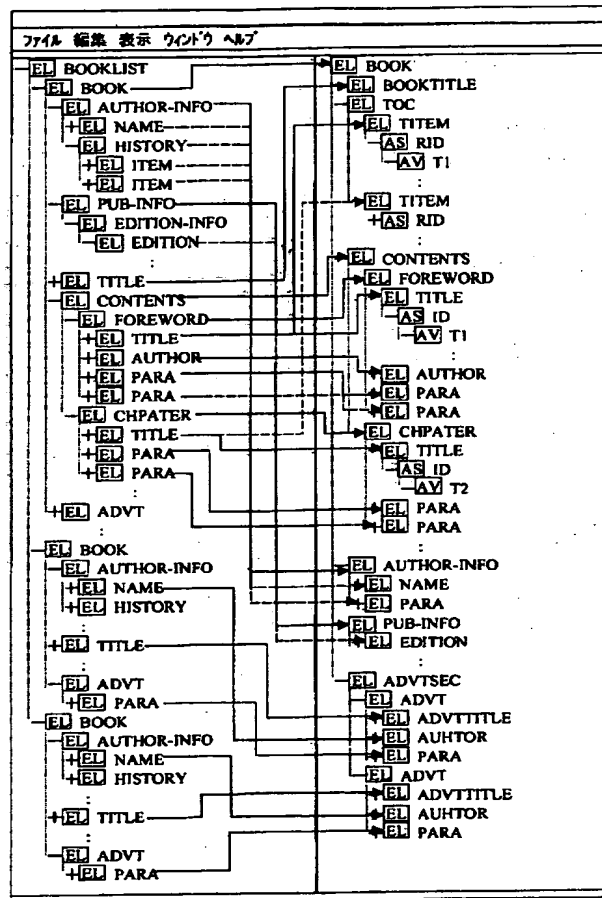 ファイル 編集 表示 ウィンドウ ヘルプ
EL BOOKLIST
EL BOOK
EL AUTHOR-INFO
+EL NAME
EL HISTORY
+EL ITEM
+EL ITEM
EL PUB-INFO
EL EDITION-INFO
EL EDITION
:
+EL TITLE
EL CONTENTS
EL FOREWORD
+EL TITLE
+EL AUTHOR
+EL PARA
+EL PARA
EL CHPATER
+EL TITLE
+EL PARA
+EL PARA
:
+EL ADVT
:
EL BOOK
EL AUTHOR-INFO
+EL NAME
+EL HISTORY
:
+EL TITLE
:
EL ADVT
+EL PARA
EL BOOK
EL AUTHOR-INFO
+EL NAME
+EL HISTORY
:
+EL TITLE
:
EL ADVT
+EL PARA
EL BOOK
EL BOOKTITLE
EL TOC
EL TITEM
AS RID
AV T1
:
EL TITEM
+AS RID
:
EL CONTENTS
EL FOREWORD
EL TITLE
AS ID
AV T1
:
EL AUTHOR
EL PARA
EL PARA
EL CHPATER
EL TITLE
AS ID
AV T2
:
EL PARA
+EL PARA
:
EL AUTHOR-INFO
EL NAME
+EL PARA
EL PUB-INFO
EL EDITION
:
EL ADVTSEC
EL ADVT
EL ADVTTITLE
EL AUHTOR
EL PARA
EL ADVT
EL ADVTTITLE
EL AUHTOR
+EL PARA